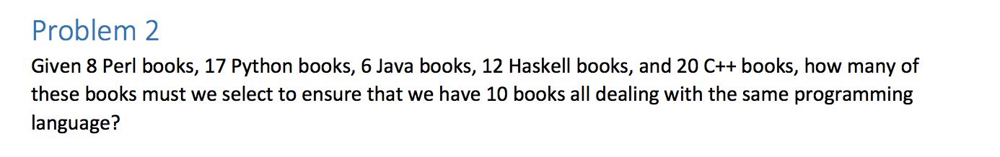 Problem 2
Given 8 Perl books, 17 Python books, 6 Java books, 12 Haskell books, and 20 C++ books, how many of
these books must we select to ensure that we have 10 books all dealing with the same programming
language?